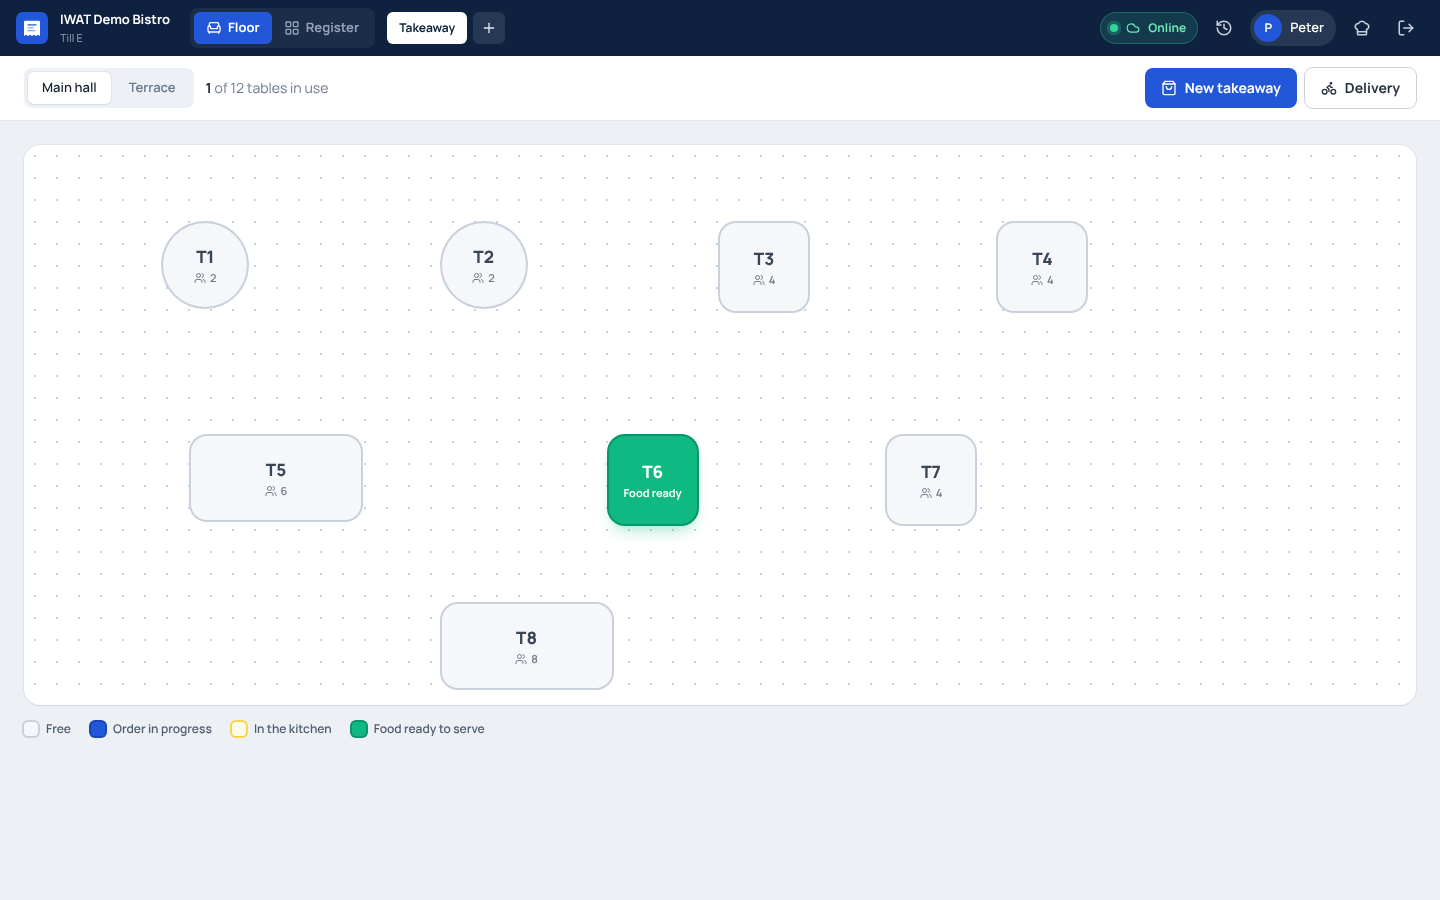 IWAT Demo Bistro
Till E
Floor
Register
Takeaway
Online
P
Peter
Main hall
Terrace
1 of 12 tables in use
New takeaway
Delivery
T1
2
T2
2
T3
4
T4
4
T5
6
T6
Food ready
T7
4
T8
8
Free
Order in progress
In the kitchen
Food ready to serve